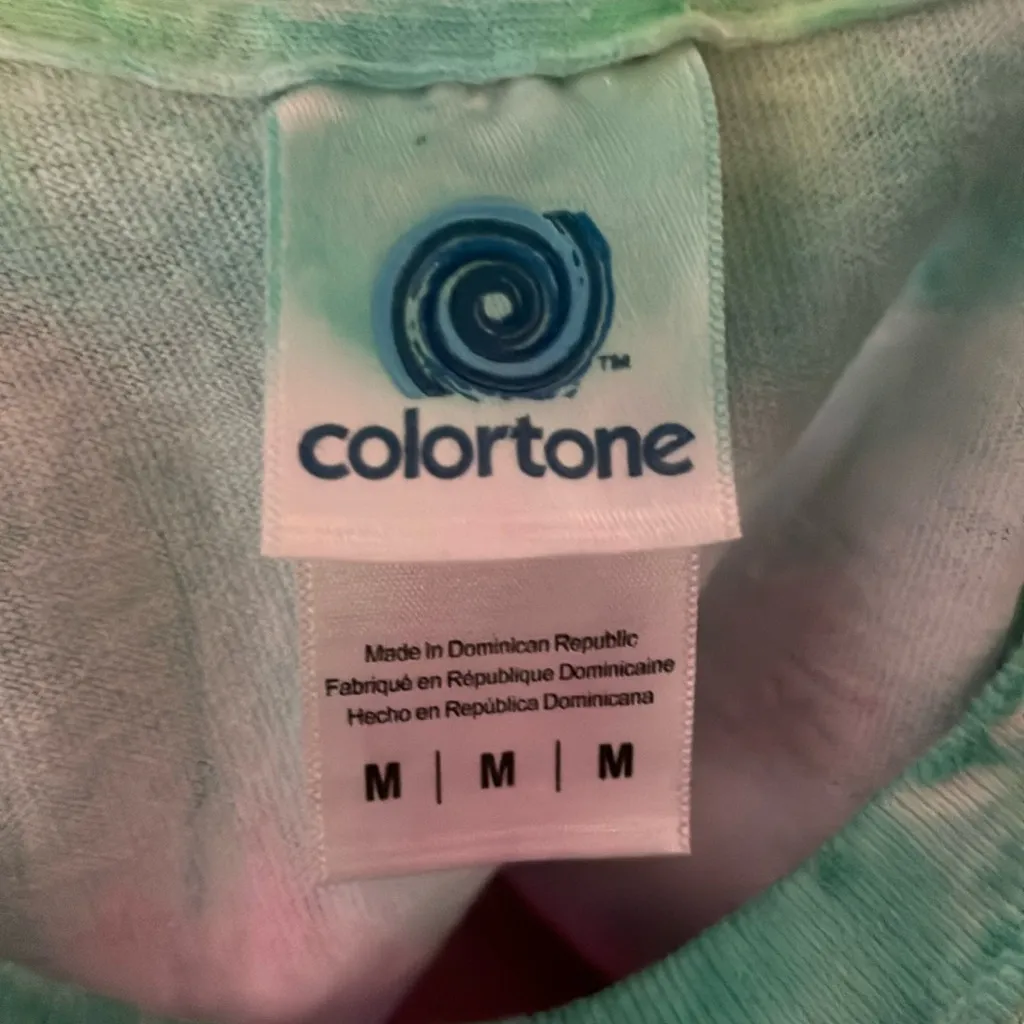 TM
colortone
Made in Dominican Republic
Fabriqué en République Dominicaine
Hecho en República Dominicana
M | M | M